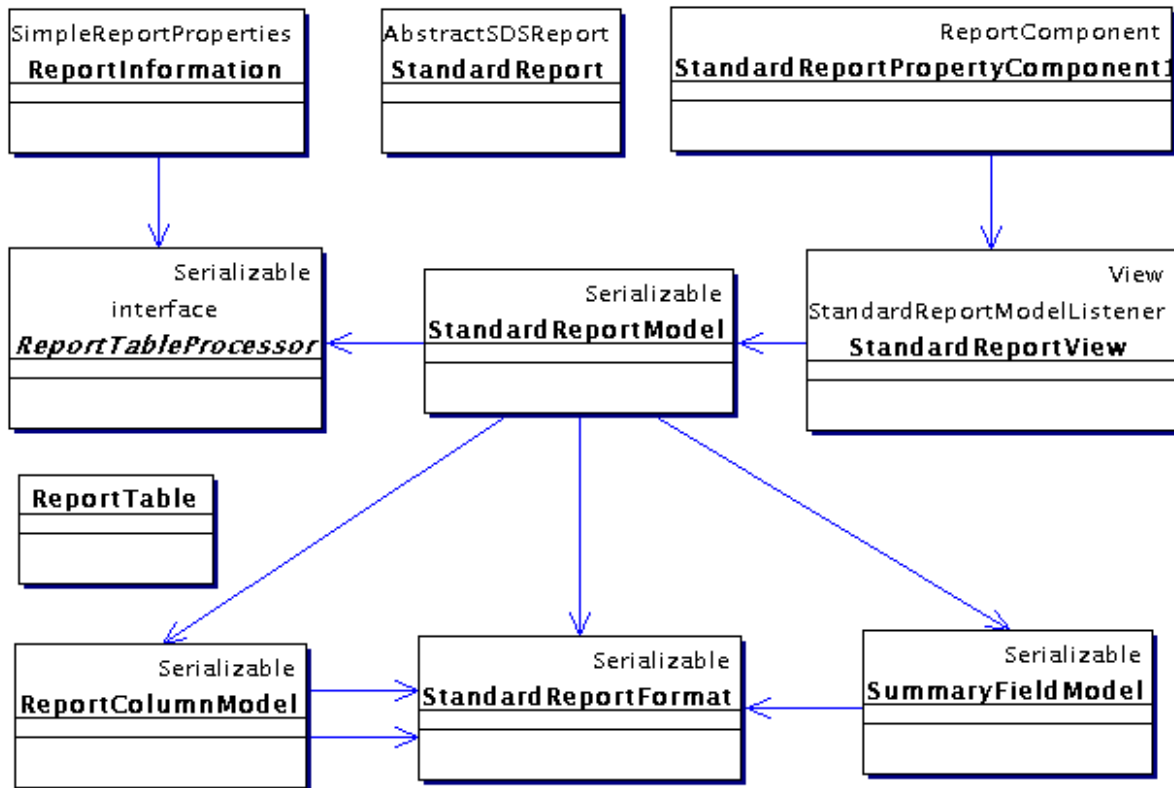 SimpleReportProperties
ReportInformation
AbstractSDSReport
StandardReport
ReportComponent
StandardReportPropertyComponent1
Serializable
interface
ReportTableProcessor
Serializable
StandardReportModel
View
StandardReportModelListener
StandardReportView
ReportTable
Serializable
ReportColumnModel
Serializable
StandardReportFormat
Serializable
SummaryFieldModel